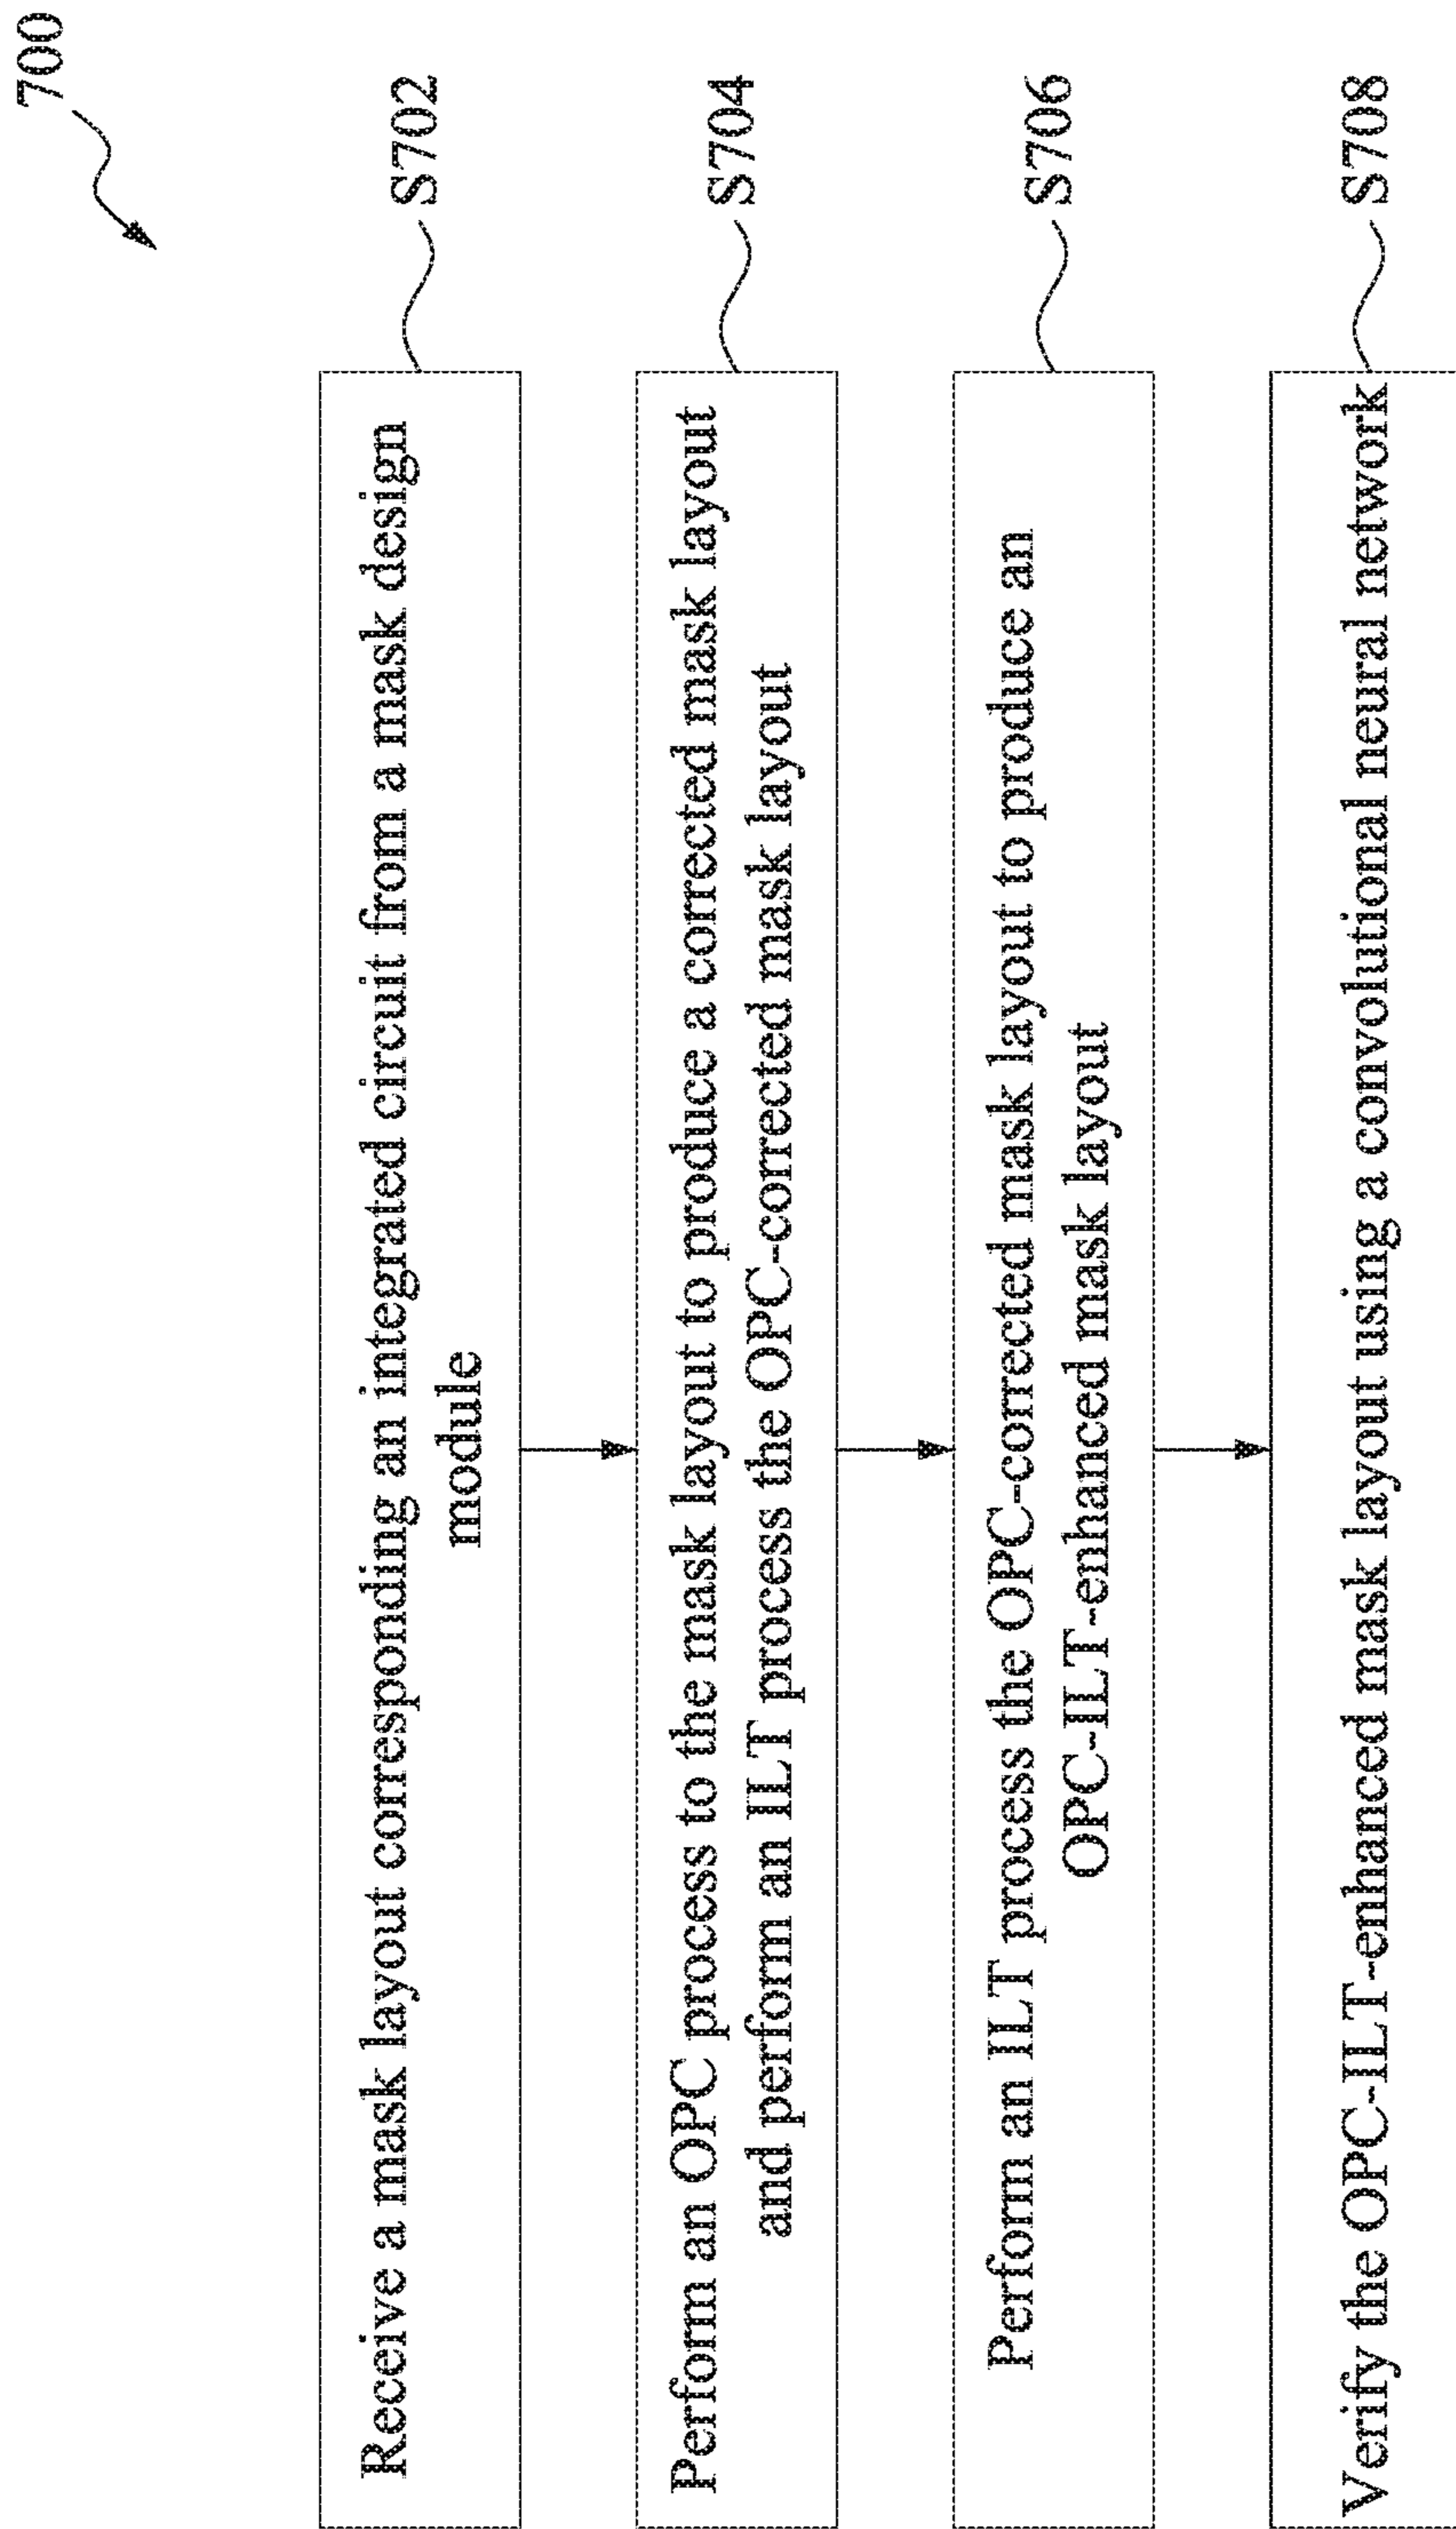 700
Receive a mask layout corresponding an integrated circuit from a mask design
module
S702
Perform an OPC process to the mask layout to produce a corrected mask layout
and perform an ILT process the OPC-corrected mask layout
S704
Perform an ILT process the OPC-corrected mask layout to produce an
OPC-ILT-enhanced mask layout
S706
Verify the OPC-ILT-enhanced mask layout using a convolutional neural network
S708